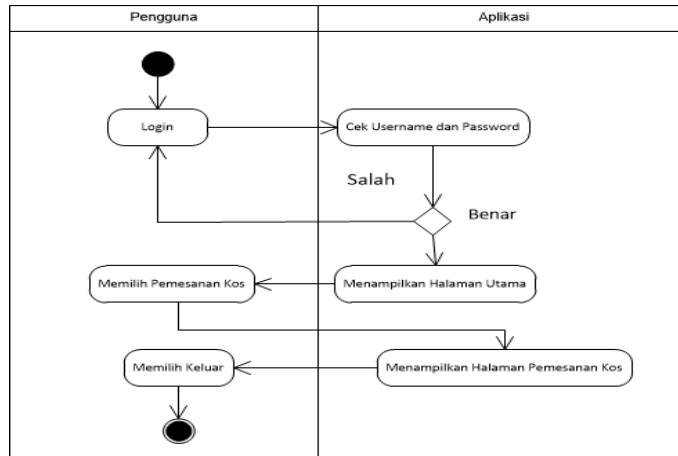 Pengguna
Aplikasi
Login
Cek Username dan Password
Salah
Benar
Memilih Pemesanan Kos
Menampilkan Halaman Utama
Memilih Keluar
Menampilkan Halaman Pemesanan Kos